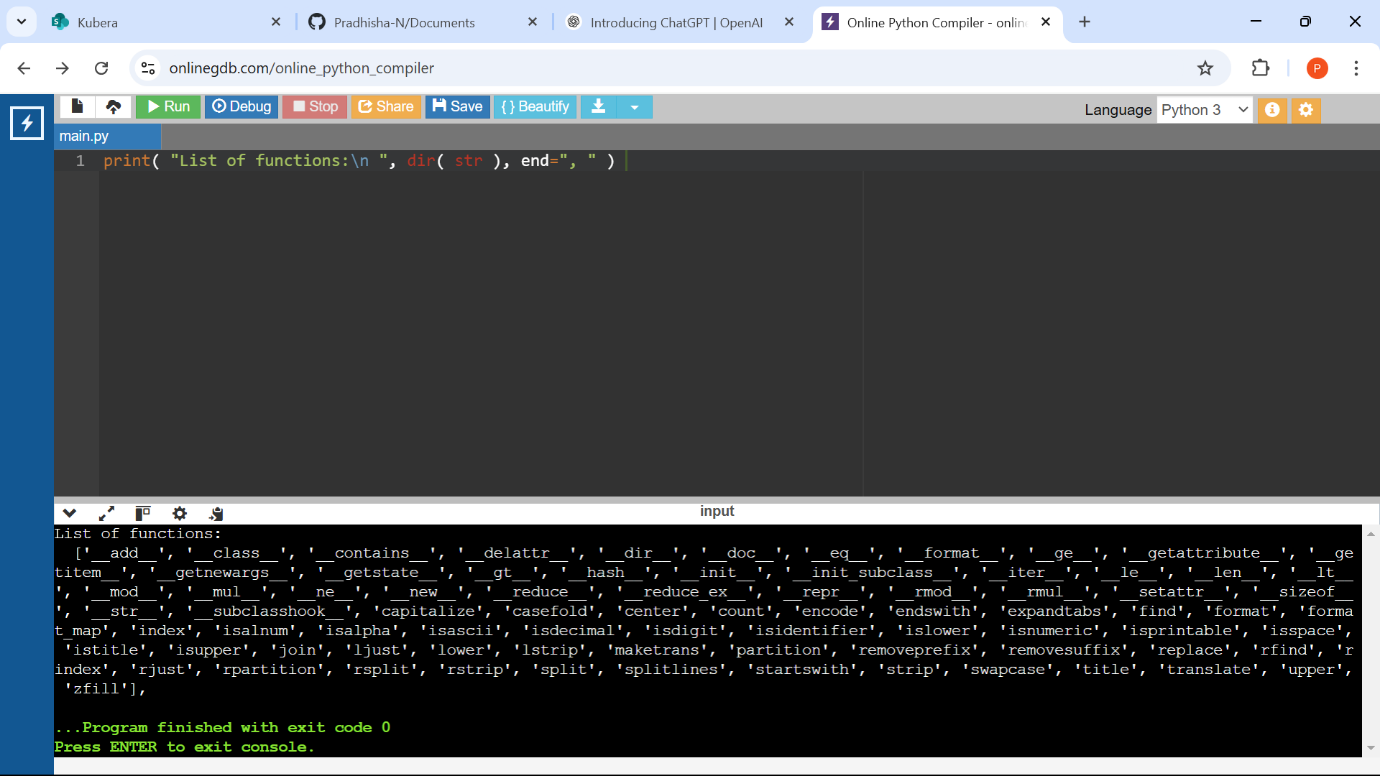 Kubera
Pradhisha-N/Documents
Introducing ChatGPT | OpenAI
Online Python Compiler - onlin
onlinegdb.com/online_python_compiler
P
Run
Debug
Stop
Share
Save
{ } Beautify
Language Python 3
main.py
1 print( "List of functions:\n ", dir( str ), end=", " )
input
List of functions:
  ['__add__', '__class__', '__contains__', '__delattr__', '__dir__', '__doc__', '__eq__', '__format__', '__ge__', '__getattribute__', '__ge
titem__', '__getnewargs__', '__getstate__', '__gt__', '__hash__', '__init__', '__init_subclass__', '__iter__', '__le__', '__len__', '__lt__
', '__mod__', '__mul__', '__ne__', '__new__', '__reduce__', '__reduce_ex__', '__repr__', '__rmod__', '__rmul__', '__setattr__', '__sizeof__
', '__str__', '__subclasshook__', 'capitalize', 'casefold', 'center', 'count', 'encode', 'endswith', 'expandtabs', 'find', 'format', 'forma
t_map', 'index', 'isalnum', 'isalpha', 'isascii', 'isdecimal', 'isdigit', 'isidentifier', 'islower', 'isnumeric', 'isprintable', 'isspace',
 'istitle', 'isupper', 'join', 'ljust', 'lower', 'lstrip', 'maketrans', 'partition', 'removeprefix', 'removesuffix', 'replace', 'rfind', 'r
index', 'rjust', 'rpartition', 'rsplit', 'rstrip', 'split', 'splitlines', 'startswith', 'strip', 'swapcase', 'title', 'translate', 'upper',
 'zfill'],
...Program finished with exit code 0
Press ENTER to exit console.